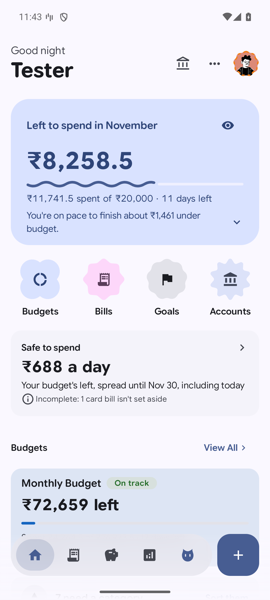 11:43
Good night
Tester
Left to spend in November
₹8,258.5
₹11,741.5 spent of ₹20,000 · 11 days left
You're on pace to finish about ₹1,461 under
budget.
Budgets
Bills
Goals
Accounts
Safe to spend
₹688 a day
Your budget's left, spread until Nov 30, including today
Incomplete: 1 card bill isn't set aside
Budgets
View All
Monthly Budget
On track
₹72,659 left